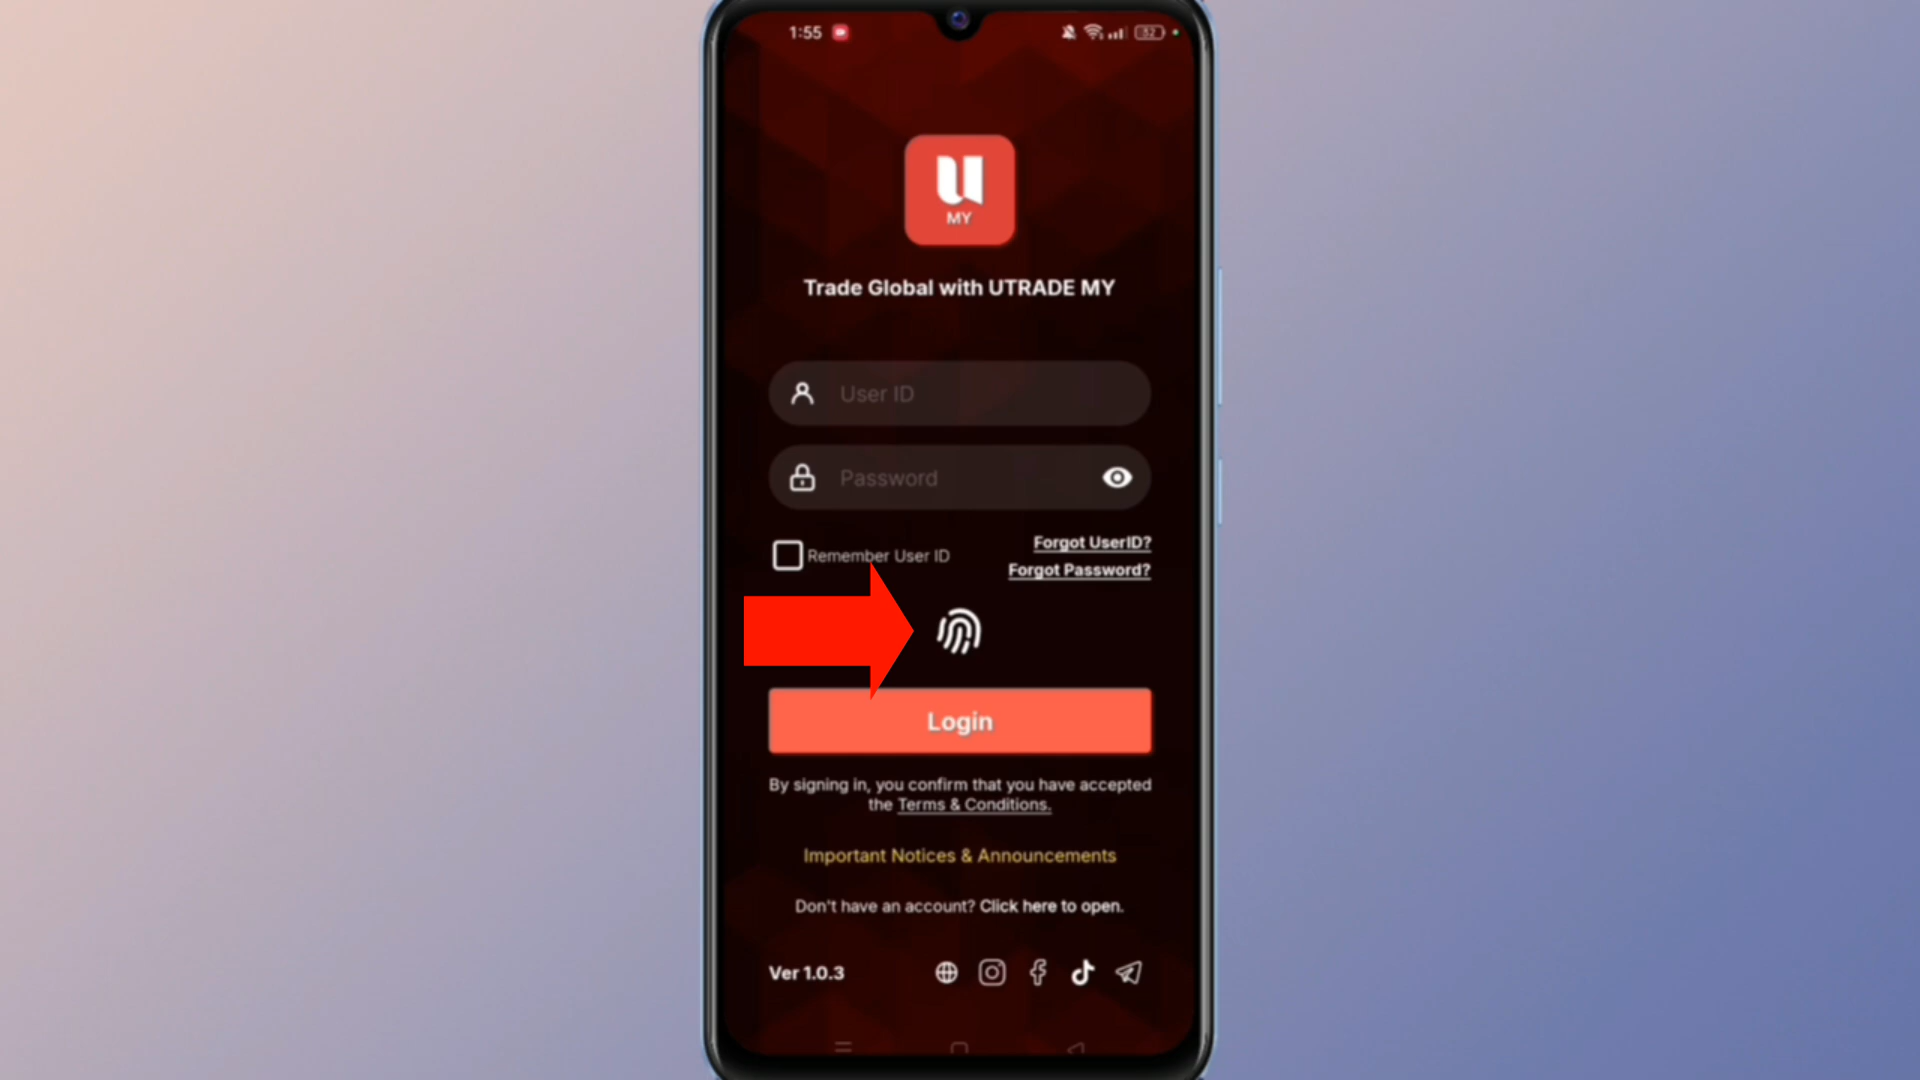 1:55
82
U
MY
Trade Global with UTRADE MY
User ID
Password
Remember User ID
Forgot UserID?
Forgot Password?
Login
By signing in, you confirm that you have accepted
the Terms & Conditions.
Important Notices & Announcements
Don't have an account? Click here to open.
Ver 1.0.3